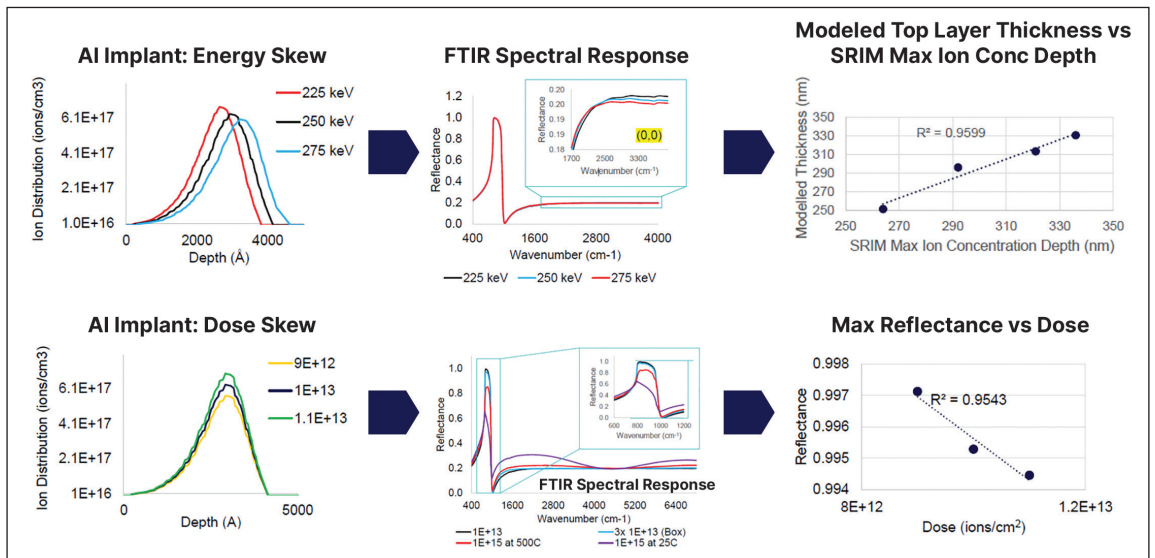 Al Implant: Energy Skew
Ion Distribution (ions/cm3)
6.1E+17
4.1E+17
2.1E+17
1.0E+16
0
2000
4000
Depth (Å)
225 keV
250 keV
275 keV
FTIR Spectral Response
Reflectance
1.2
1.0
0.8
0.6
0.4
0.2
0.0
400
1600
2800
4000
Wavenumber (cm-1)
225 keV
250 keV
275 keV
Reflectance
0.20
0.20
0.19
0.19
0.18
1700
2500
3300
Wavelenumber (cm-1)
(0.0)
Modeled Top Layer Thickness vs
SRIM Max Ion Conc Depth
Modelled Thickness (nm)
350
330
310
290
270
250
R² = 0.9599
250
270
290
310
330
350
SRIM Max Ion Concentration Depth (nm)
Al Implant: Dose Skew
Ion Distribution (ions/cm3)
6.1E+17
4.1E+17
2.1E+17
1E+16
0
5000
Depth (A)
9E+12
1E+13
1.1E+13
Reflectance
1.0
0.8
0.6
0.4
0.2
0.0
400
1700
2900
4200
5400
6700
Wavenumber (cm-1)
FTIR Spectral Response
1E+13
3x 1E+13 (Box)
1E+15 at 500C
1E+15 at 25C
Reflectance
1.0
0.8
0.6
0.4
0.2
0.0
600
800
1000
1200
Wavenumber (cm-1)
Max Reflectance vs Dose
Reflectance
0.998
0.997
0.996
0.995
0.994
R² = 0.9543
8E+12
1.2E+13
Dose (ions/cm²)